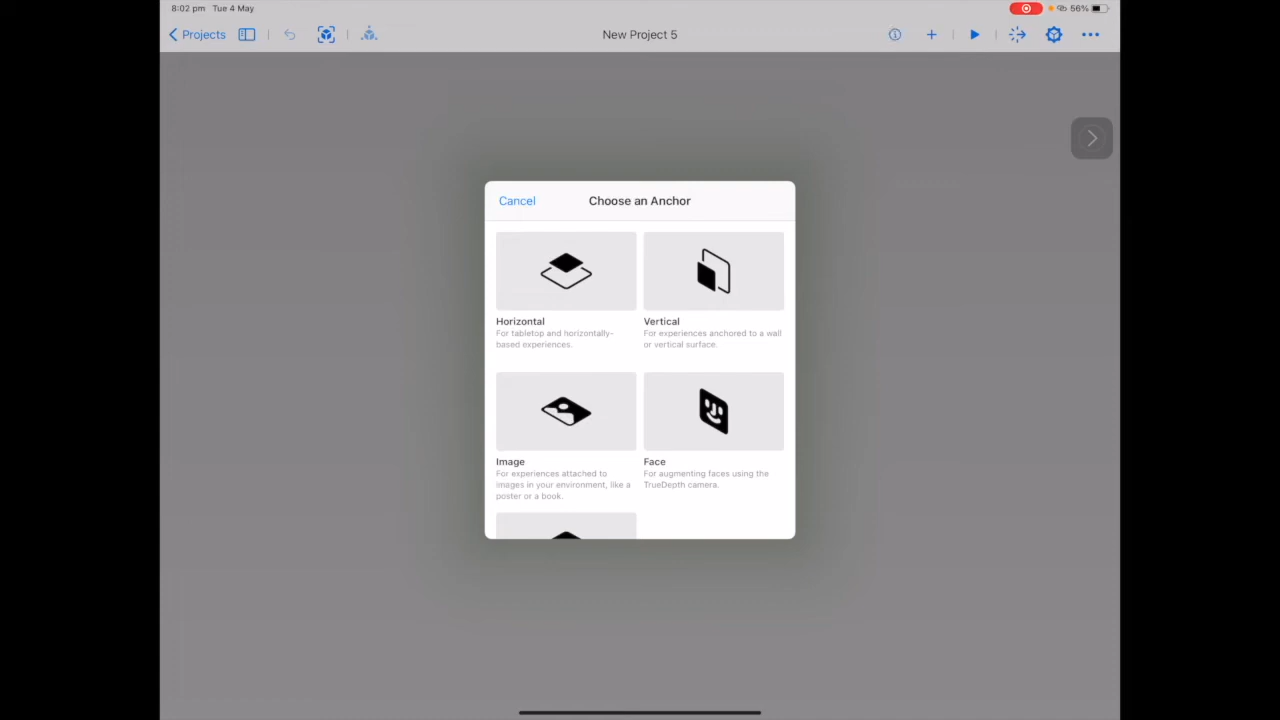 8:02 pm Tue 4 May
56%
Projects
New Project 5
Cancel
Choose an Anchor
Horizontal
For tabletop and horizontally-
based experiences.
Vertical
For experiences anchored to a wall
or vertical surface.
Image
For experiences attached to
images in your environment, like a
poster or a book.
Face
For augmenting faces using the
TrueDepth camera.